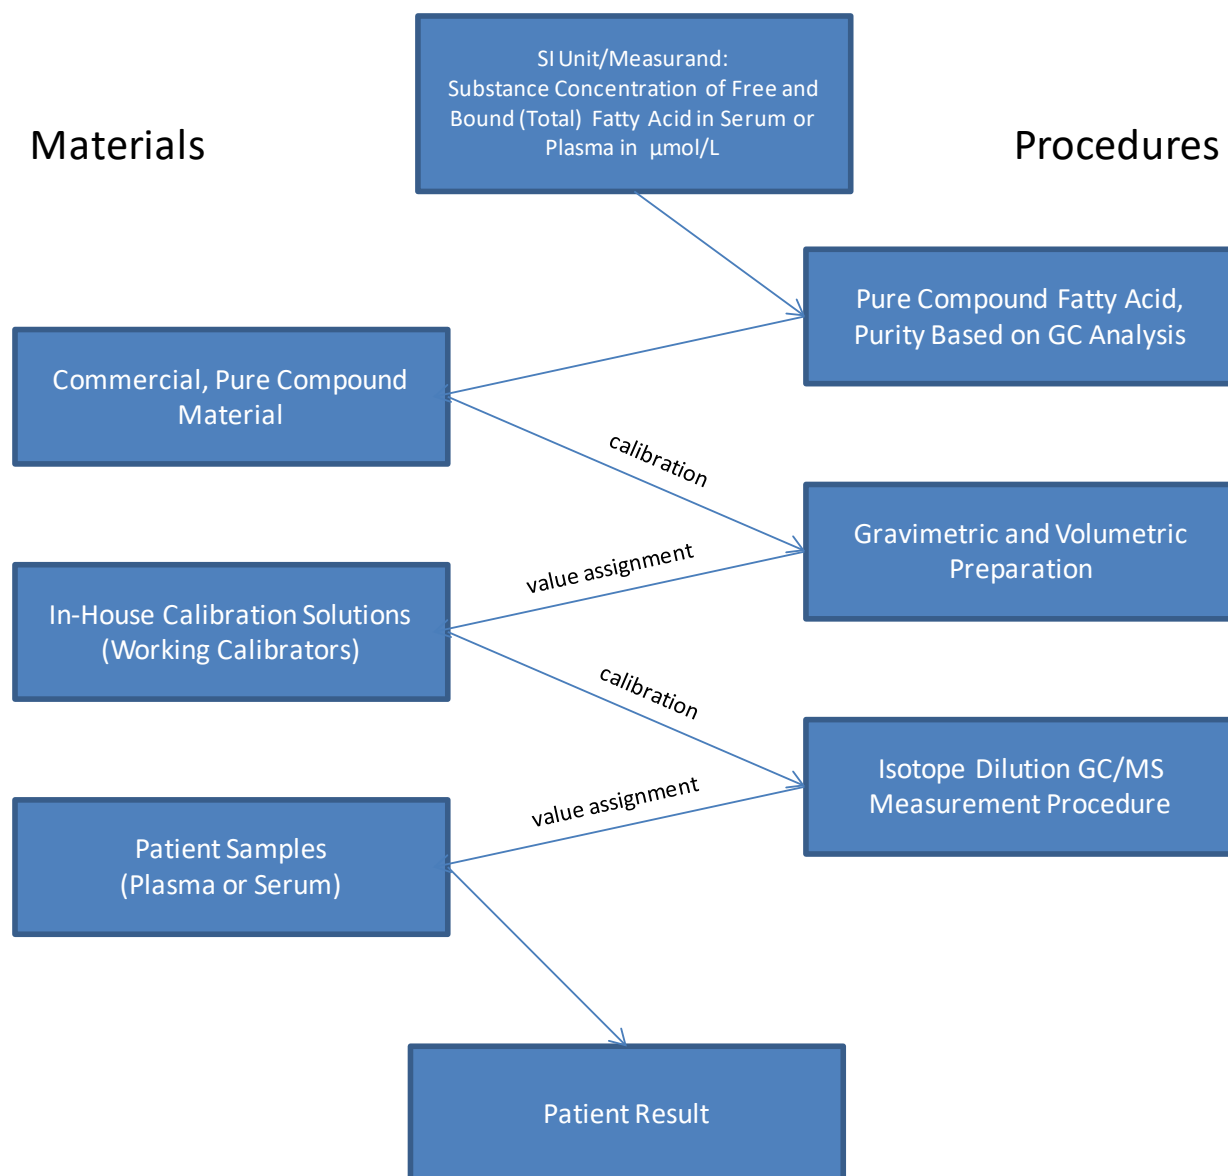 SI Unit/Measurand:
Substance Concentration of Free and
Bound (Total) Fatty Acid in Serum or
Plasma in µmol/L
Materials
Procedures
Pure Compound Fatty Acid,
Purity Based on GC Analysis
Commercial, Pure Compound
Material
calibration
Gravimetric and Volumetric
Preparation
value assignment
In-House Calibration Solutions
(Working Calibrators)
calibration
Isotope Dilution GC/MS
Measurement Procedure
value assignment
Patient Samples
(Plasma or Serum)
Patient Result